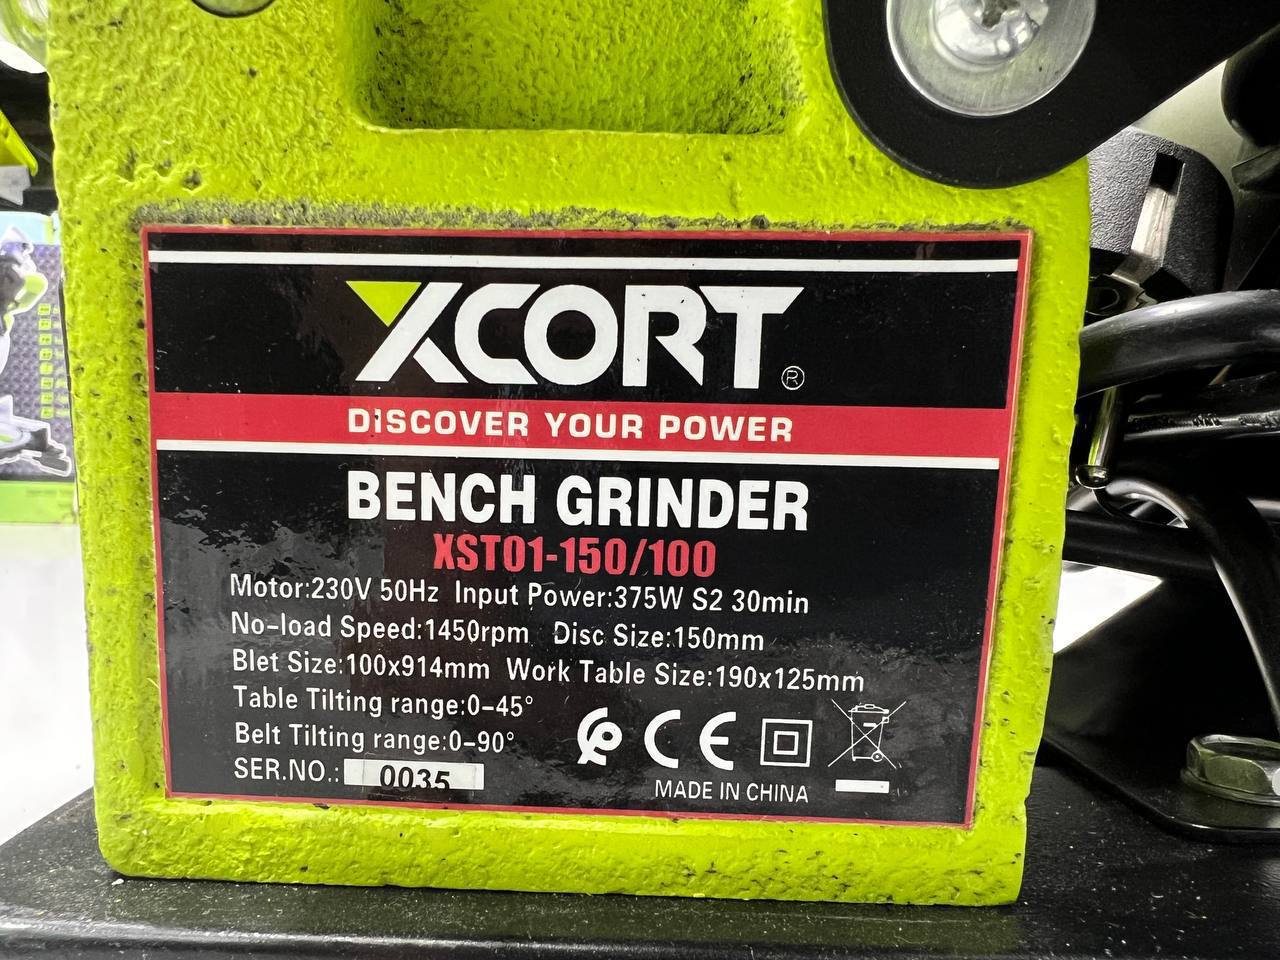 XCORT®
DiSCOVER YOUR POWER
BENCH GRINDER
XST01-150/100
Motor:230V 50Hz Input Power:375W S2 30min
No-load Speed:1450rpm Disc Size:150mm
Blet Size:100x914mm Work Table Size:190x125mm
Table Tilting range:0-45°
Belt Tilting range:0-90°
SER.NO.: 0035
CE
MADE IN CHINA